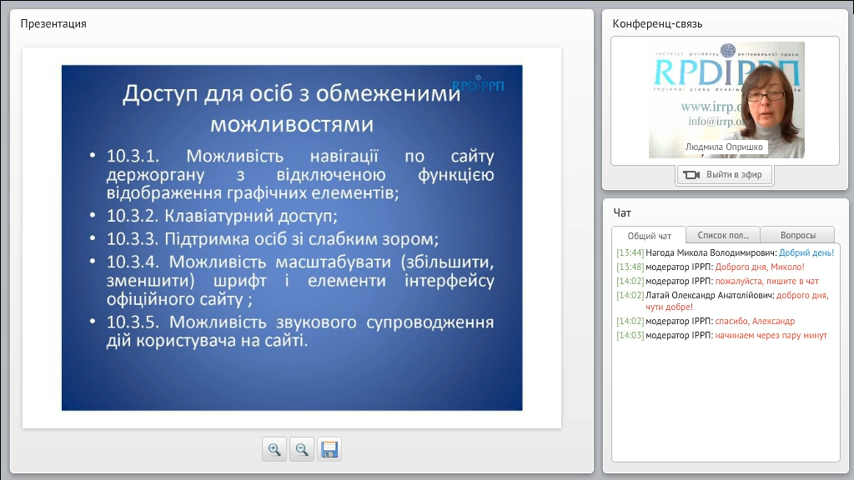 Презентация
RPDІРРП
Доступ для осіб з обмеженими
можливостями
• 10.3.1. Можливість навігації по сайту
держоргану з відключеною функцією
відображення графічних елементів;
• 10.3.2. Клавіатурний доступ;
• 10.3.3. Підтримка осіб зі слабким зором;
• 10.3.4. Можливість масштабувати (збільшити,
зменшити) шрифт і елементи інтерфейсу
офіційного сайту ;
• 10.3.5. Можливість звукового супроводження
дій користувача на сайті.
Конференц-связь
RPDІРРП
www.irrp.o
info@irrp.o
Людмила Опришко
Выйти в эфир
Чат
Общий чат
Список пол...
Вопросы
[13:44] Нагода Микола Володимирович: Добрий день!
[13:48] модератор ІРРП: Доброго дня, Миколо!
[14:02] модератор ІРРП: пожалуйста, пишите в чат
[14:02] Латай Олександр Анатолійович: доброго дня,
чути добре!
[14:02] модератор ІРРП: спасибо, Александр
[14:03] модератор ІРРП: начинаем через пару минут